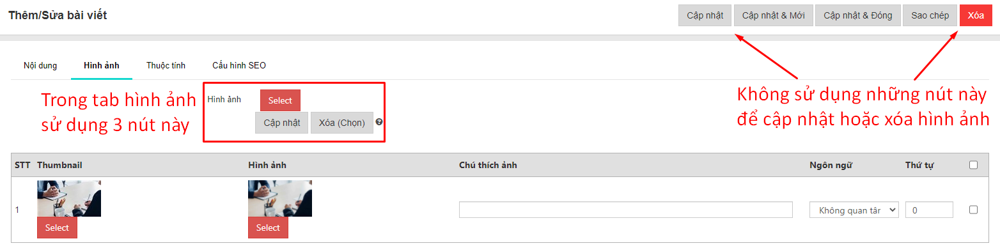 Thêm/Sửa bài viết
Cập nhật Cập nhật & Mới Cập nhật & Đóng Sao chép Xóa
Nội dung Hình ảnh Thuộc tính Cấu hình SEO
Trong tab hình ảnh
sử dụng 3 nút này
Hình ảnh Select
Cập nhật Xóa (Chọn) ?
Không sử dụng những nút này
để cập nhật hoặc xóa hình ảnh
STT Thumbnail Hình ảnh Chú thích ảnh Ngôn ngữ Thứ tự
1 Không quan târ 0
Select Select